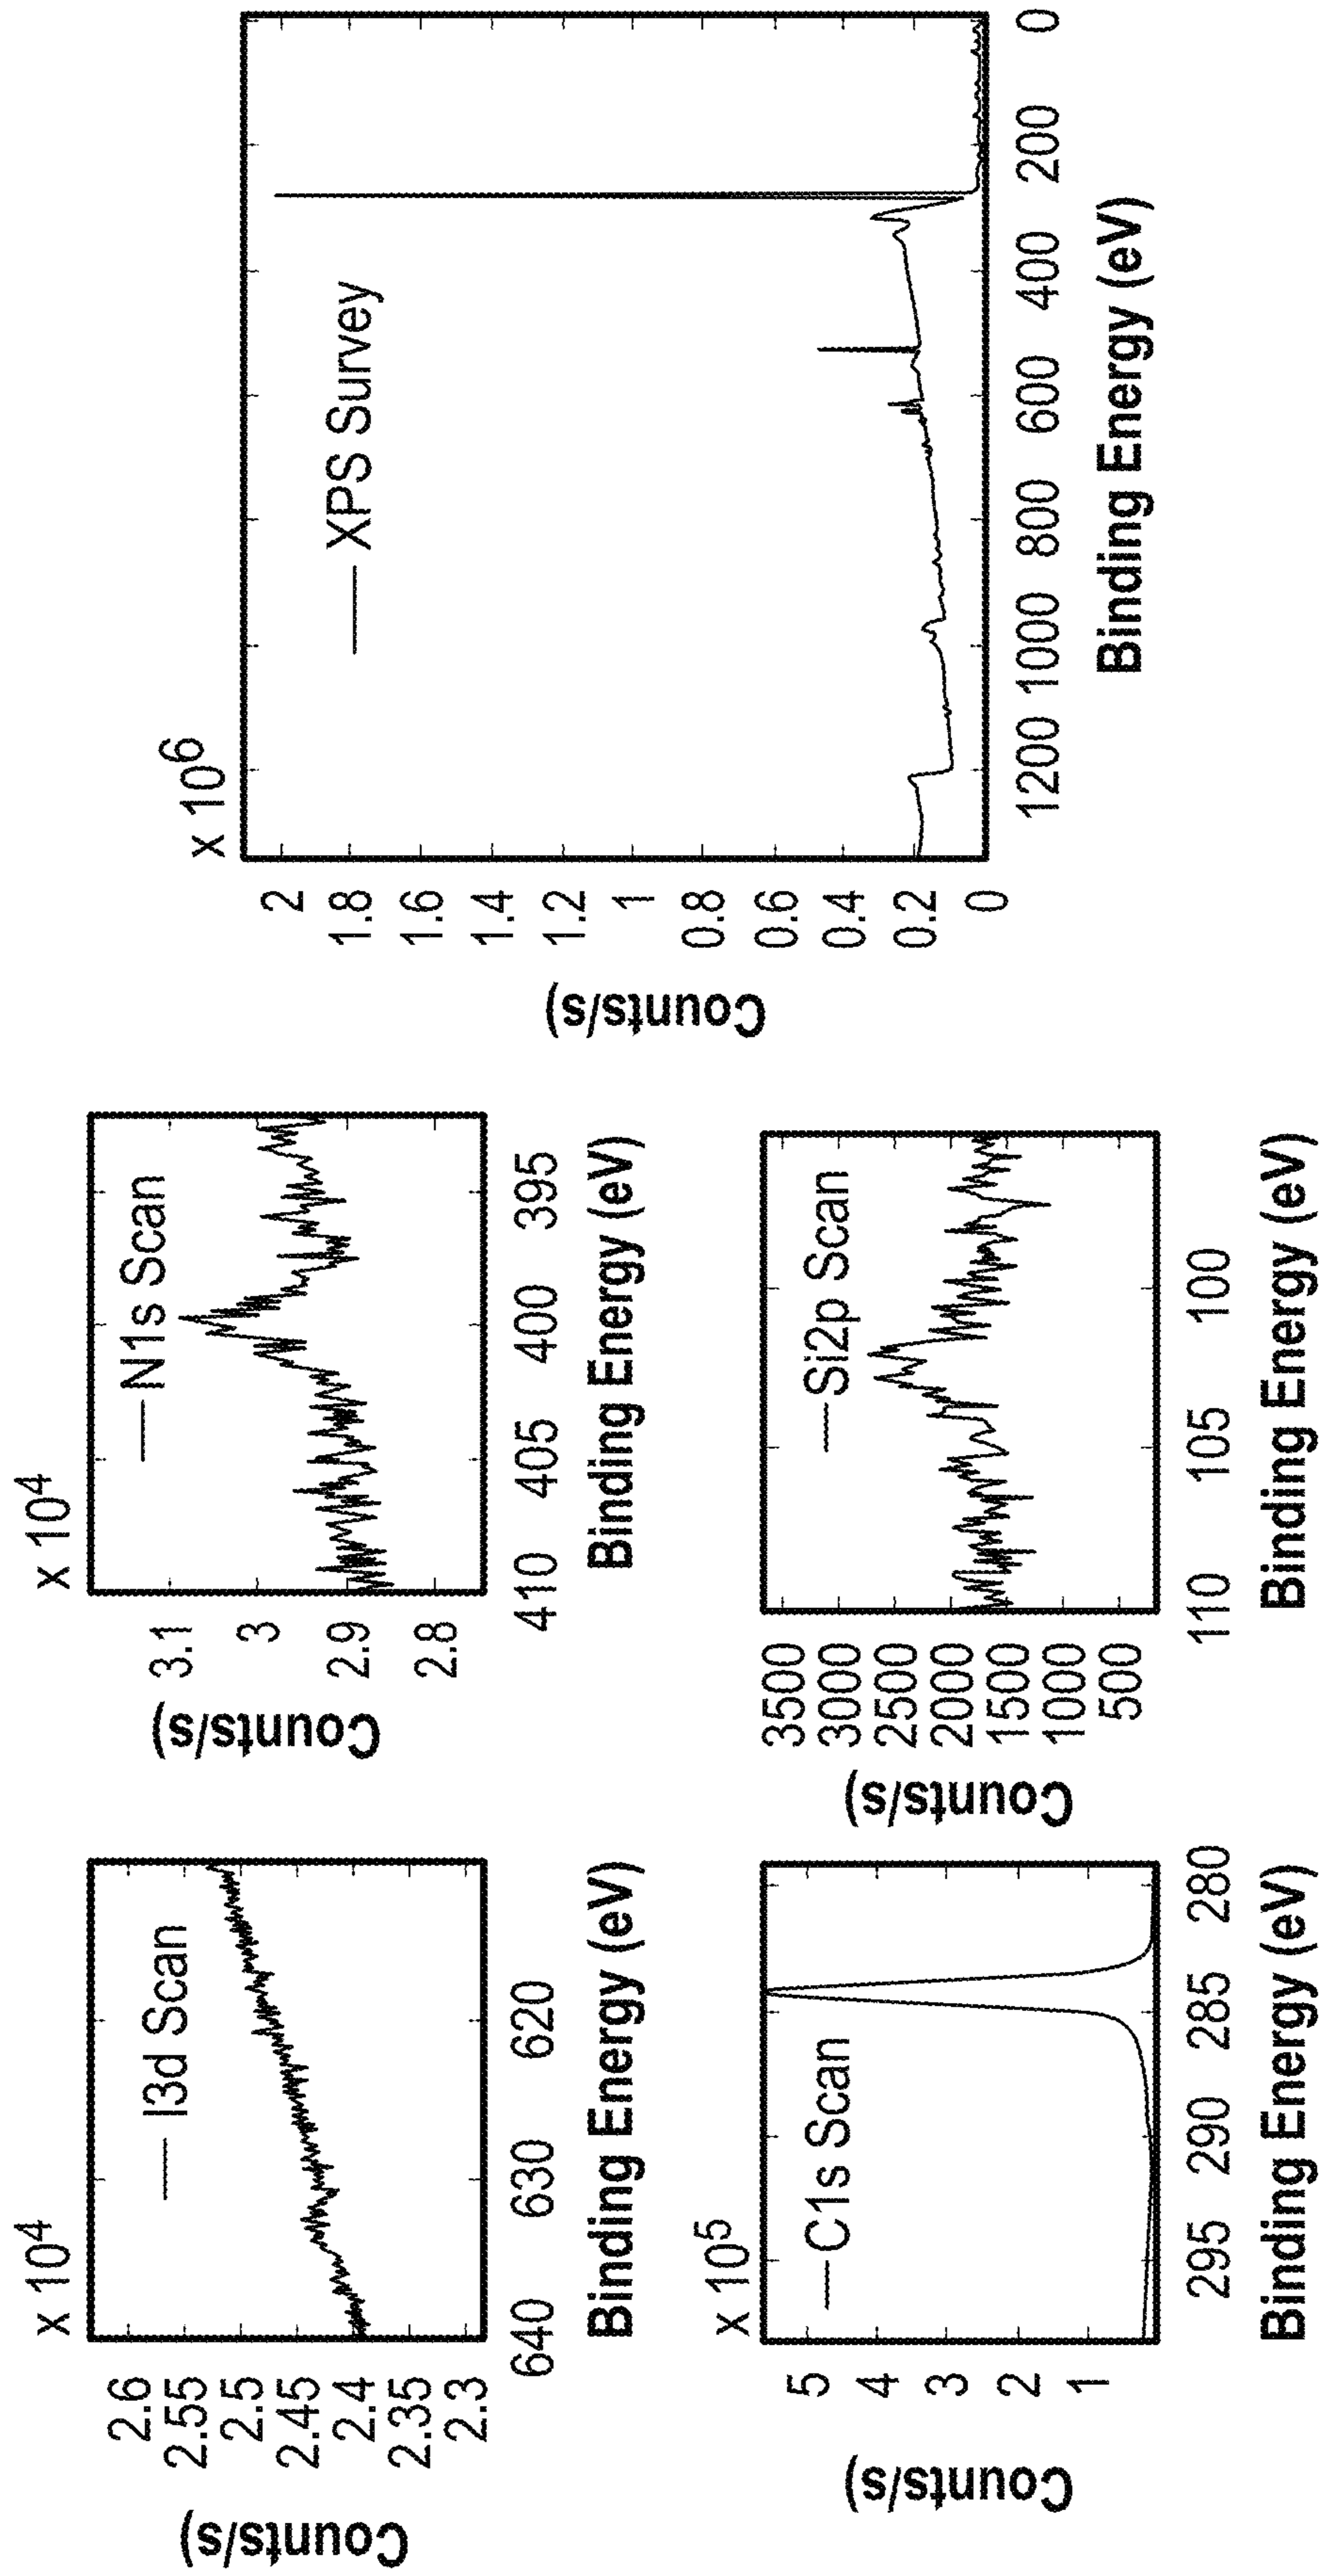 x 10^4
— I3d Scan
2.6
2.55
2.5
2.45
2.4
2.35
2.3
Counts/s)
640
630
620
Binding Energy (eV)
x 10^4
— N1s Scan
3.1
3
2.9
2.8
Counts/s)
410
405
400
395
Binding Energy (eV)
x 10^5
— C1s Scan
5
4
3
2
1
Counts/s)
295
290
285
280
Binding Energy (eV)
— Si2p Scan
3500
3000
2500
2000
1500
1000
500
Counts/s)
110
105
100
Binding Energy (eV)
x 10^6
— XPS Survey
2
1.8
1.6
1.4
1.2
1
0.8
0.6
0.4
0.2
0
Counts/s)
1200
1000
800
600
400
200
0
Binding Energy (eV)